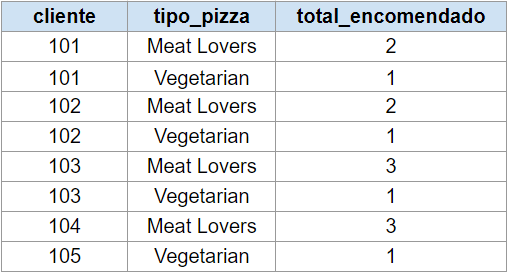 cliente tipo_pizza total_encomendado
101 Meat Lovers 2
101 Vegetarian 1
102 Meat Lovers 2
102 Vegetarian 1
103 Meat Lovers 3
103 Vegetarian 1
104 Meat Lovers 3
105 Vegetarian 1